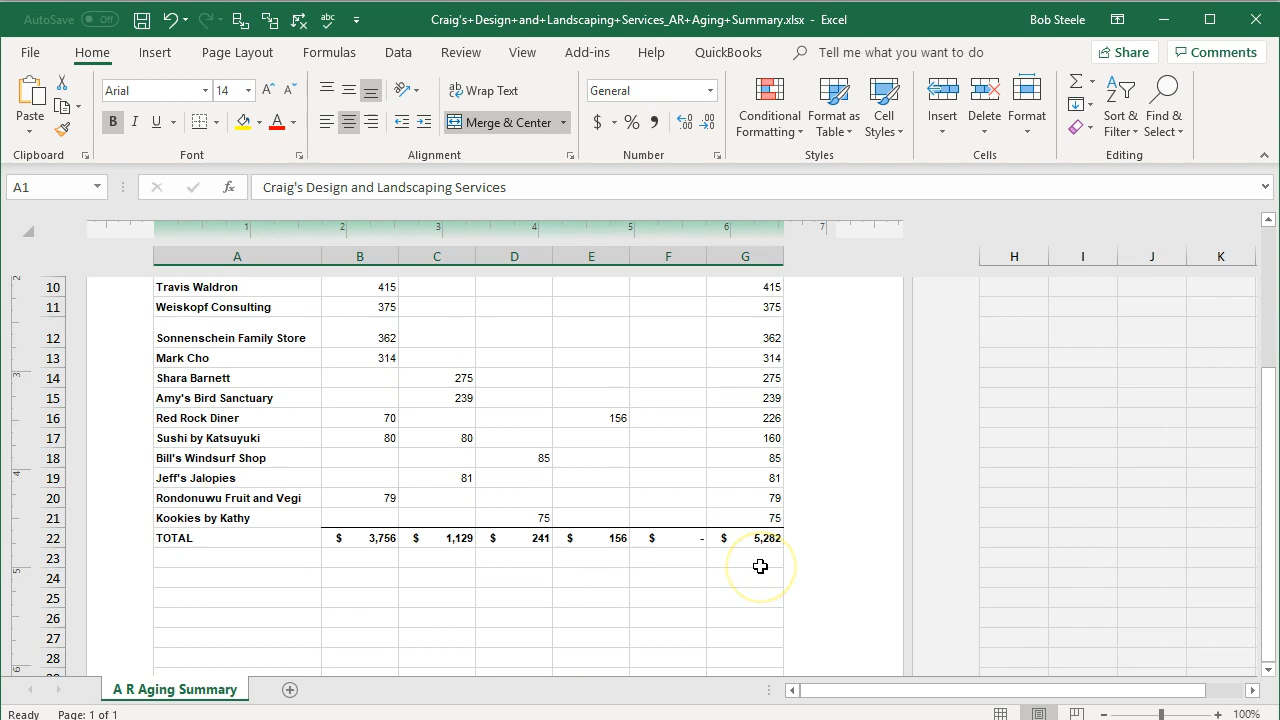 AutoSave Off Craig's+Design+and+Landscaping+Services_AR+Aging+Summary.xlsx - Excel Bob Steele
File Home Insert Page Layout Formulas Data Review View Add-ins Help QuickBooks Tell me what you want to do Share Comments
Paste Arial 14 Wrap Text General Conditional Format as Cell Insert Delete Format Sort & Find &
B I U Merge & Center $ % Formatting Table Styles Filter Select
Clipboard Font Alignment Number Styles Cells Editing
A1 fx Craig's Design and Landscaping Services
1 2 3 4 5 6 7
A B C D E F G H I J K
10 Travis Waldron 415 415
11 Weiskopf Consulting 375 375
12 Sonnenschein Family Store 362 362
13 Mark Cho 314 314
14 Shara Barnett 275 275
15 Amy's Bird Sanctuary 239 239
16 Red Rock Diner 70 156 226
17 Sushi by Katsuyuki 80 80 160
18 Bill's Windsurf Shop 85 85
19 Jeff's Jalopies 81 81
20 Rondonuwu Fruit and Vegi 79 79
21 Kookies by Kathy 75 75
22 TOTAL $ 3,756 $ 1,129 $ 241 $ 156 $ - $ 5,282
23
24
25
26
27
28
A R Aging Summary
Ready Page: 1 of 1 100%